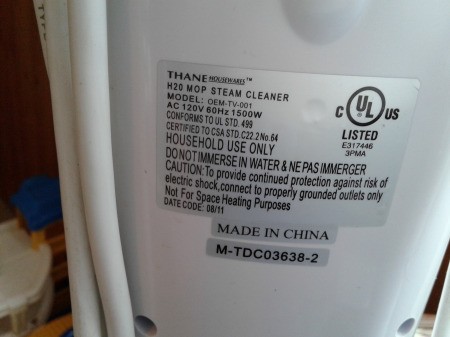 THANE HOUSEWARES™
H20 MOP STEAM CLEANER
MODEL: OEM-TV-001
AC 120V 60Hz 1500W
CONFORMS TO UL STD. 499
CERTIFIED TO CSA STD.C22.2No.64
HOUSEHOLD USE ONLY
DO NOT IMMERSE IN WATER & NE PAS IMMERGER
CAUTION: To provide continued protection against risk of
electric shock,connect to properly grounded outlets only
Not For Space Heating Purposes
DATE CODE: 08/11
C UL US
LISTED
E317446
3PMA
MADE IN CHINA
M-TDC03638-2